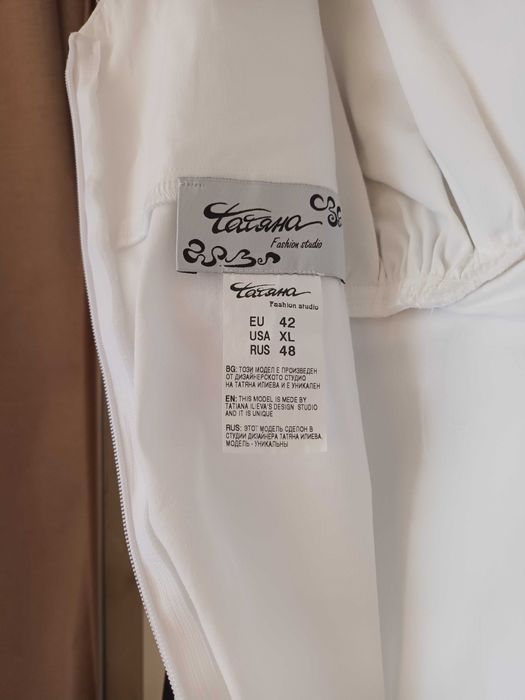 Татяна
Fashion studio
Татяна
Fashion studio
EU 42
USA XL
RUS 48
BG: ТОЗИ МОДЕЛ Е ПРОИЗВЕДЕН
ОТ ДИЗАЙНЕРСКОТО СТУДИО
НА ТАТЯНА ИЛИЕВА И Е УНИКАЛЕН
EN: THIS MODEL IS MEDE BY
TATIANA ILIEVA'S DESIGN STUDIO
AND IT IS UNIQUE
RUS: ЭТОТ МОДЕЛЬ СДЕЛОН В
СТУДИИ ДИЗАЙНЕРА ТАТЯНА ИЛИЕВА.
МОДЕЛЬ - УНИКАЛЬНЫ